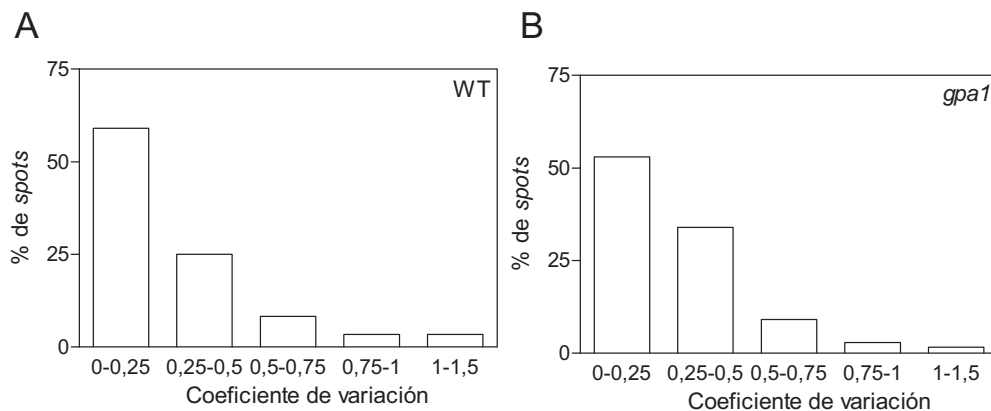 A
WT
75
50
25
0
% de spots
0-0,25 0,25-0,5 0,5-0,75 0,75-1 1-1,5
Coeficiente de variación
B
gpa1
75
50
25
0
% de spots
0-0,25 0,25-0,5 0,5-0,75 0,75-1 1-1,5
Coeficiente de variación